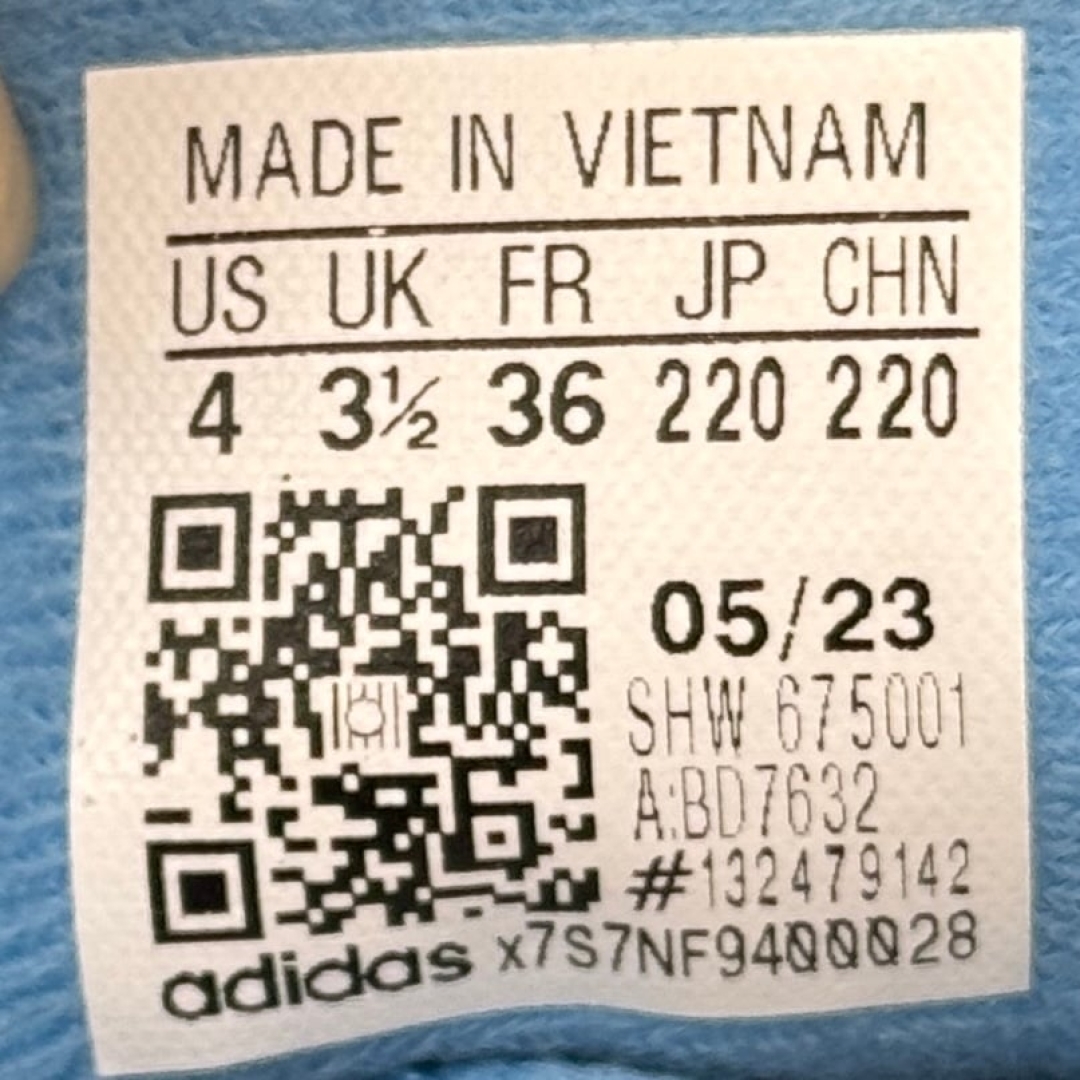 MADE IN VIETNAM
US UK FR JP CHN
4 3½ 36 220 220
05/23
SHW 675001
A:BD7632
#132479142
adidas x7S7NF9400028